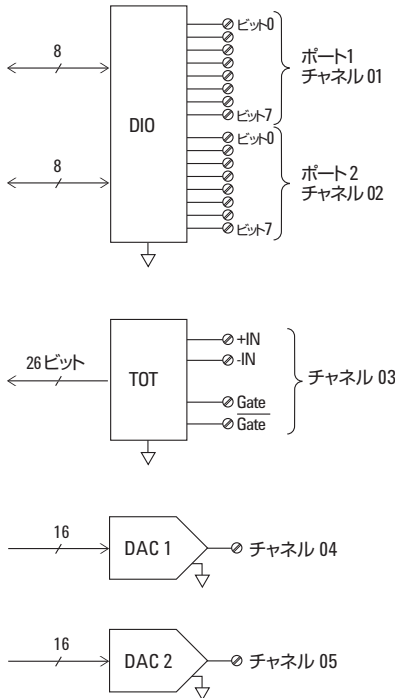 ビット0
8
ポート1
チャネル 01
DIO
ビット7
ビット0
8
ポート2
チャネル 02
ビット7
+IN
26 ビット
-IN
TOT
チャネル 03
Gate
Gate
16
DAC 1
チャネル 04
16
DAC 2
チャネル 05